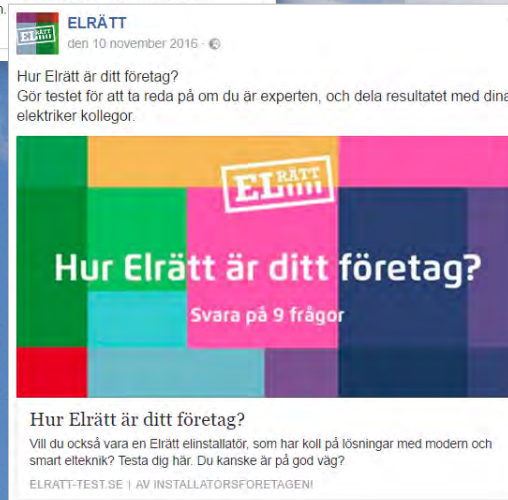 n.
ELRÄTT
ELRÄTT
den 10 november 2016 ·
Hur Elrätt är ditt företag?
Gör testet för att ta reda på om du är experten, och dela resultatet med dina
elektriker kollegor.
ELRÄTT
Hur Elrätt är ditt företag?
Svara på 9 frågor
Hur Elrätt är ditt företag?
Vill du också vara en Elrätt elinstallatör, som har koll på lösningar med modern och
smart elteknik? Testa dig här. Du kanske är på god väg?
ELRATT-TEST.SE | AV INSTALLATORSFORETAGEN!